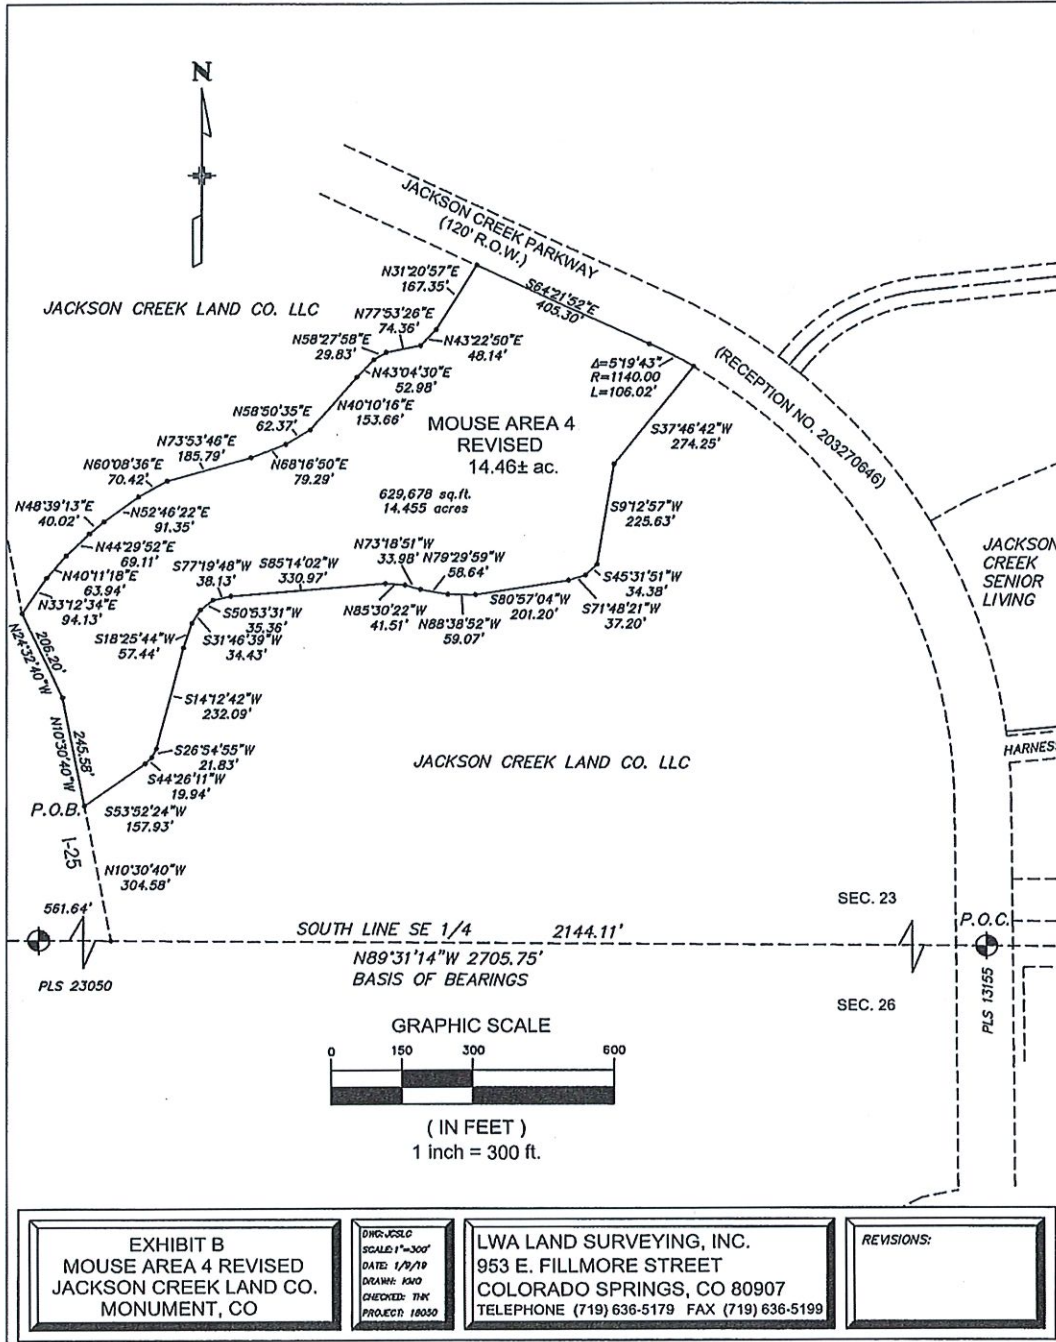 N
JACKSON CREEK PARKWAY
(120' R.O.W.)
N31°20'57"E
167.35'
S64°21'52"E
405.30'
JACKSON CREEK LAND CO. LLC
N77°53'26"E
74.36'
N58°27'58"E
29.83'
N43°22'50"E
48.14'
N43°04'30"E
52.98'
Δ=5°19'43"
R=1140.00
L=106.02'
(RECEPTION NO. 203270646)
N40°10'16"E
153.66'
N58°50'35"E
62.37'
MOUSE AREA 4
REVISED
14.46± ac.
S37°46'42"W
274.25'
N73°53'46"E
185.79'
N68°16'50"E
79.29'
N60°08'36"E
70.42'
629,678 sq.ft.
14.455 acres
S9°12'57"W
225.63'
N48°39'13"E
40.02'
N52°46'22"E
91.35'
N44°29'52"E
69.11'
N73°18'51"W
33.98'
N79°29'59"W
58.64'
S85°14'02"W
330.97'
S77°19'48"W
38.13'
N40°11'18"E
63.94'
N33°12'34"E
94.13'
JACKSON
CREEK
SENIOR
LIVING
S45°31'51"W
34.38'
S71°48'21"W
37.20'
S80°57'04"W
201.20'
N88°38'52"W
59.07'
N85°30'22"W
41.51'
S50°53'31"W
35.36'
S31°46'39"W
34.43'
S18°25'44"W
57.44'
206.20'
N24°32'40"W
S14°12'42"W
232.09'
245.58'
N10°30'40"W
S26°54'55"W
21.83'
S44°26'11"W
19.94'
JACKSON CREEK LAND CO. LLC
HARNESS
P.O.B.
S53°52'24"W
157.93'
I-25
N10°30'40"W
304.58'
SEC. 23
561.64'
SOUTH LINE SE 1/4 2144.11'
P.O.C.
N89°31'14"W 2705.75'
BASIS OF BEARINGS
PLS 23050
PLS 13155
SEC. 26
GRAPHIC SCALE
0 150 300 600
( IN FEET )
1 inch = 300 ft.
EXHIBIT B
MOUSE AREA 4 REVISED
JACKSON CREEK LAND CO.
MONUMENT, CO
DWG:JCSLC
SCALE:1"=300'
DATE: 1/9/19
DRAWN: KMO
CHECKED: THK
PROJECT: 18050
LWA LAND SURVEYING, INC.
953 E. FILLMORE STREET
COLORADO SPRINGS, CO 80907
TELEPHONE (719) 636-5179 FAX (719) 636-5199
REVISIONS: